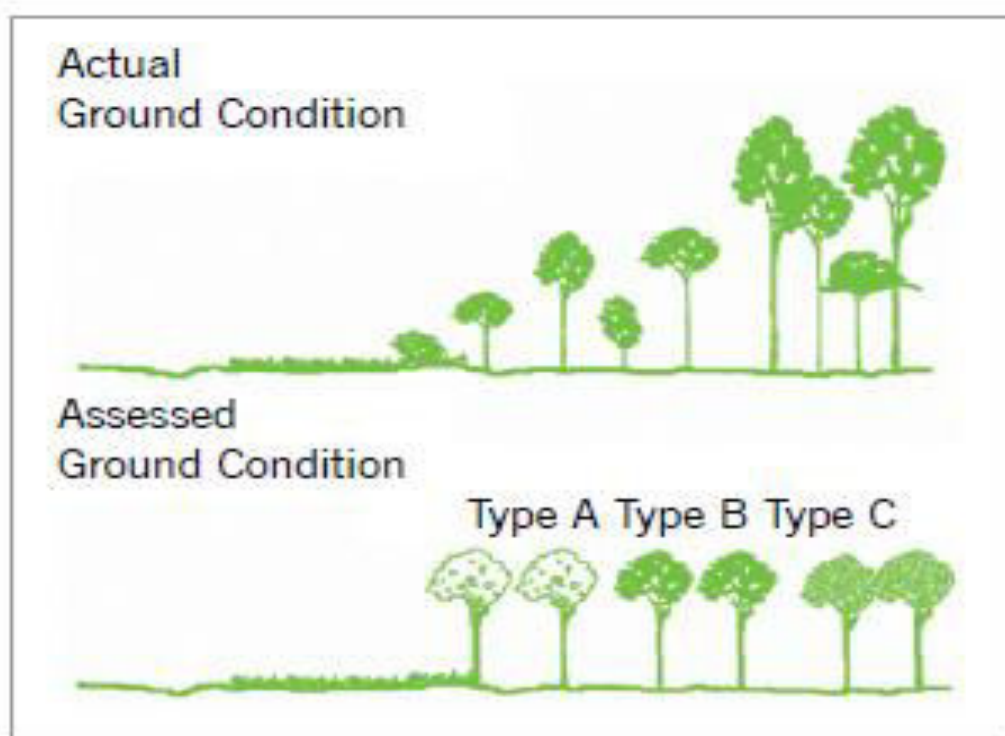 Actual
Ground Condition
Assessed
Ground Condition
Type A Type B Type C